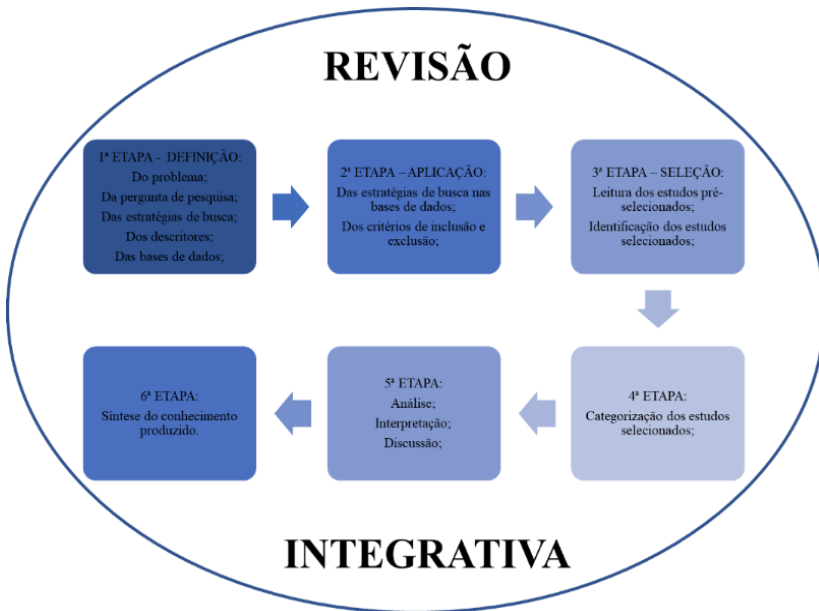 REVISÃO
1ª ETAPA - DEFINIÇÃO:
Do problema;
Da pergunta de pesquisa;
Das estratégias de busca;
Dos descritores;
Das bases de dados;
2ª ETAPA – APLICAÇÃO:
Das estratégias de busca nas
bases de dados;
Dos critérios de inclusão e
exclusão;
3ª ETAPA – SELEÇÃO:
Leitura dos estudos pré-
selecionados;
Identificação dos estudos
selecionados;
4ª ETAPA:
Categorização dos estudos
selecionados;
5ª ETAPA:
Análise;
Interpretação;
Discussão;
6ª ETAPA:
Síntese do conhecimento
produzido.
INTEGRATIVA